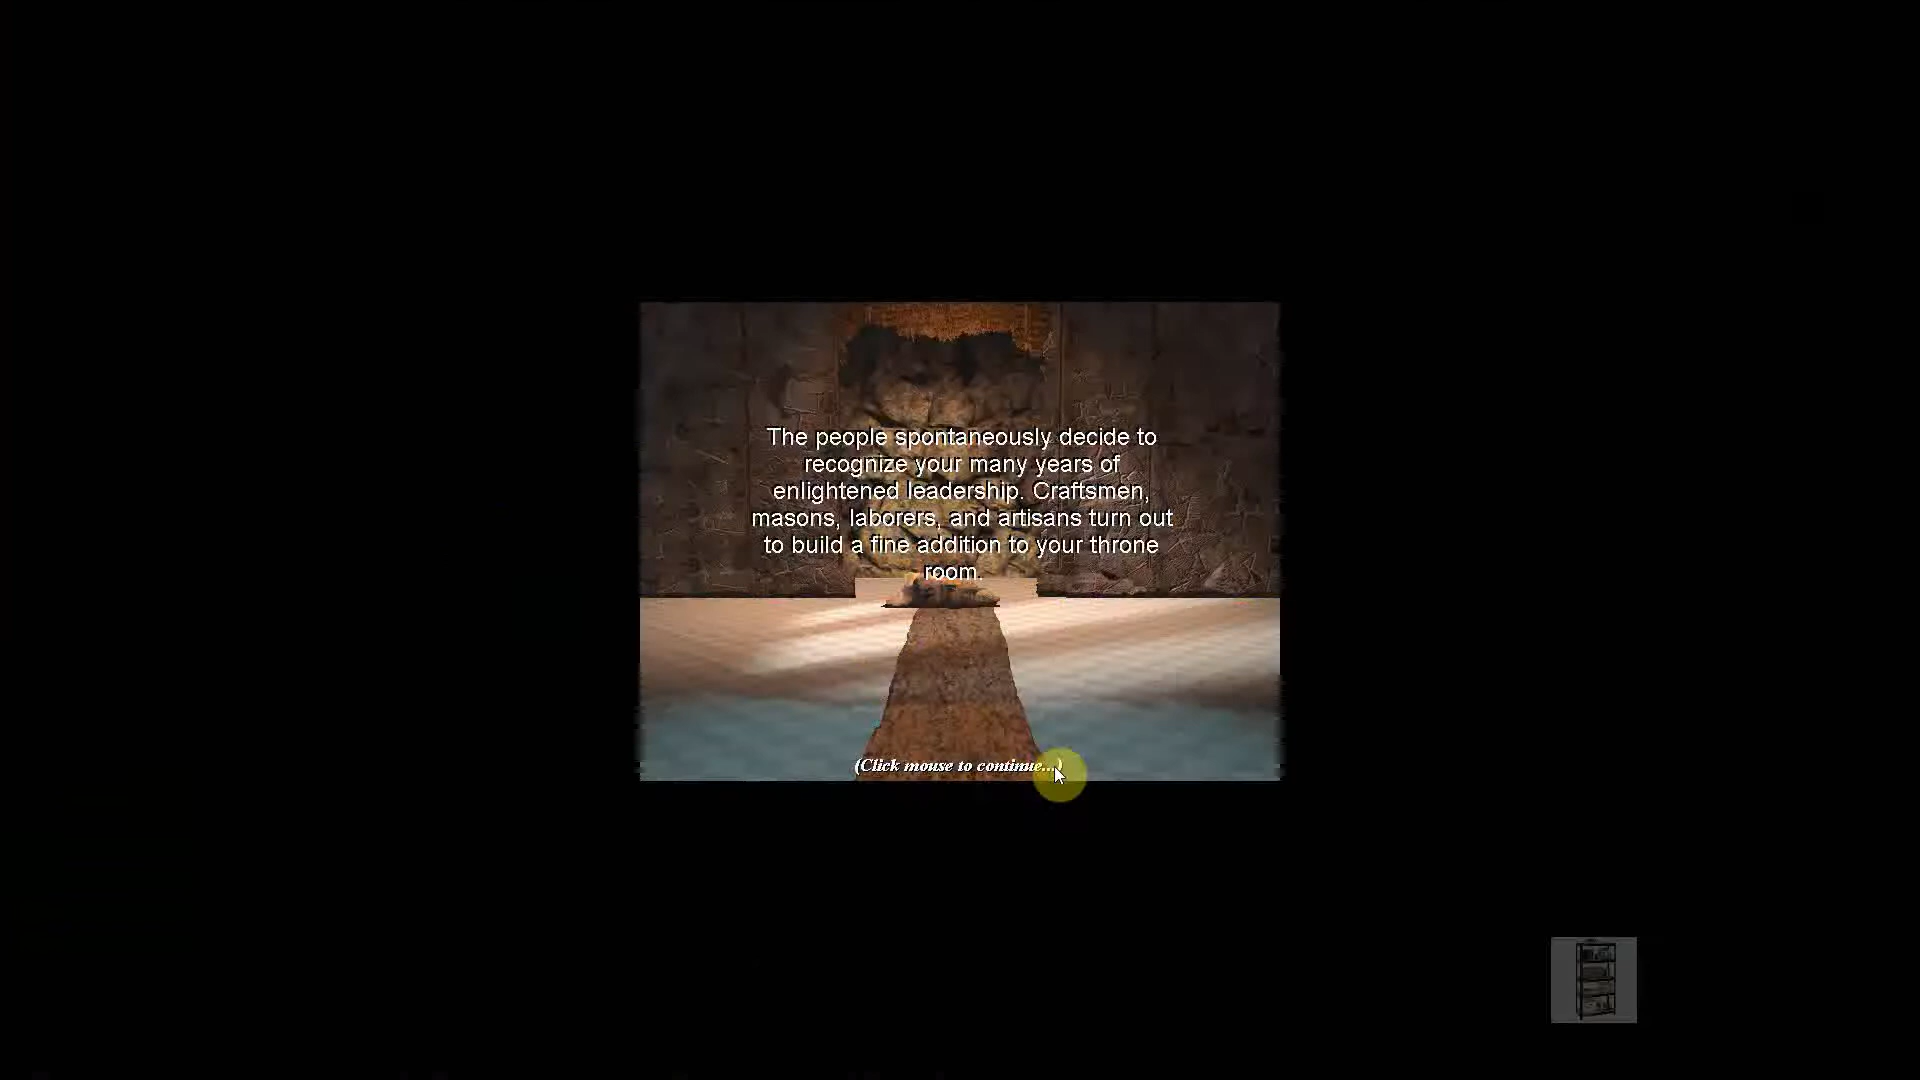 The people spontaneously decide to
recognize your many years of
enlightened leadership. Craftsmen,
masons, laborers, and artisans turn out
to build a fine addition to your throne
room.
(Click mouse to continue...)